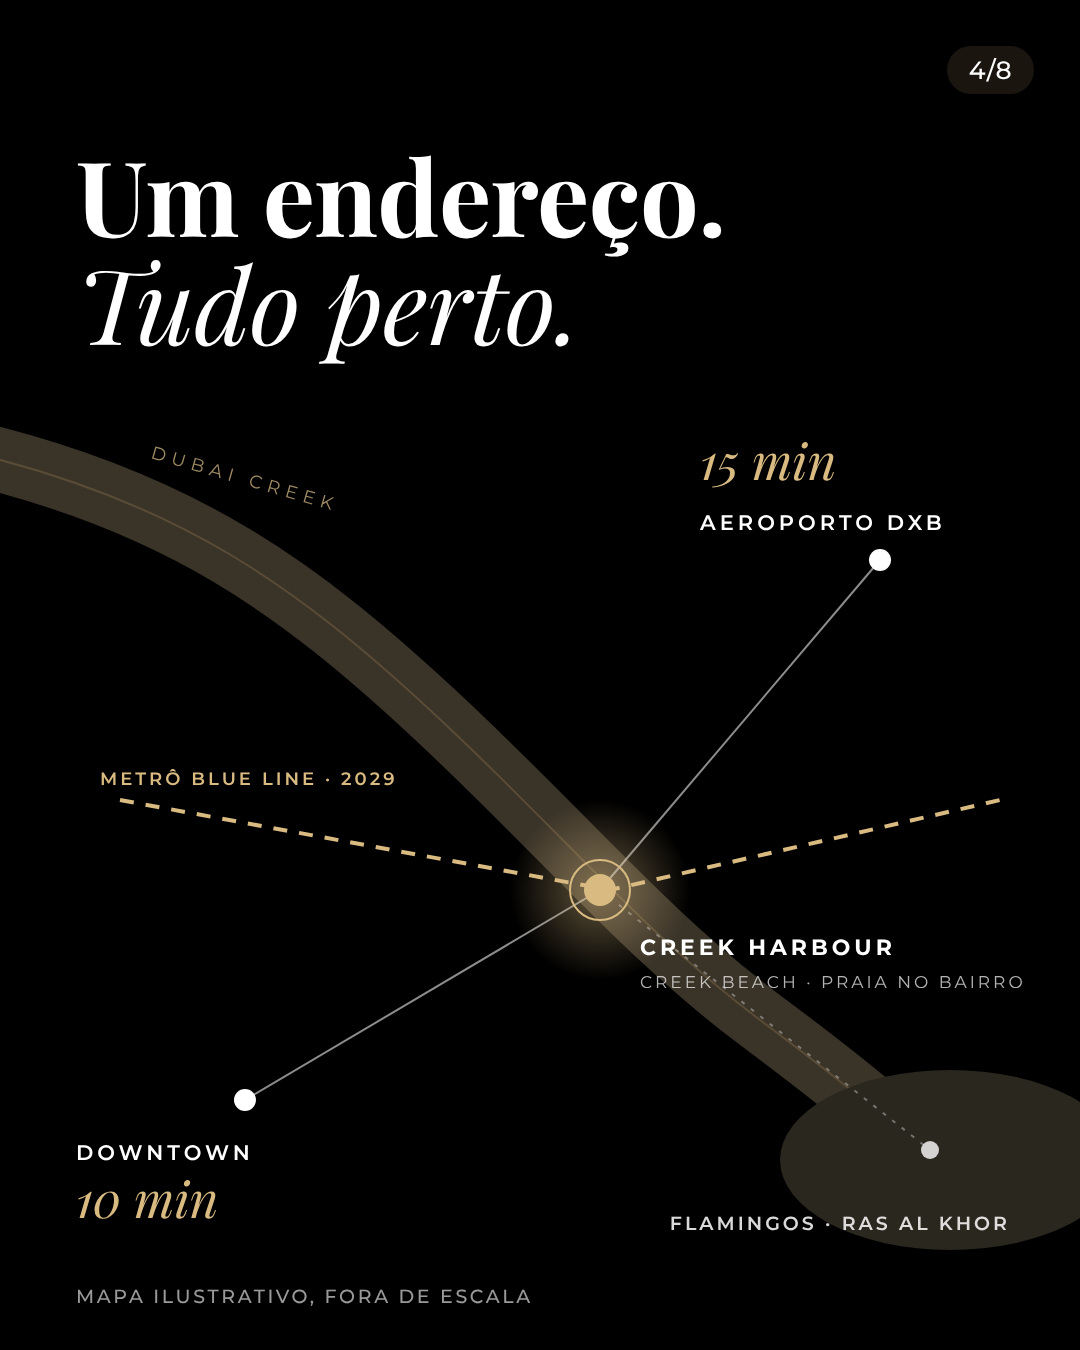 4/8
Um endereço.
Tudo perto.
DUBAI CREEK
15 min
AEROPORTO DXB
METRÔ BLUE LINE · 2029
CREEK HARBOUR
CREEK BEACH · PRAIA NO BAIRRO
DOWNTOWN
10 min
FLAMINGOS · RAS AL KHOR
MAPA ILUSTRATIVO, FORA DE ESCALA